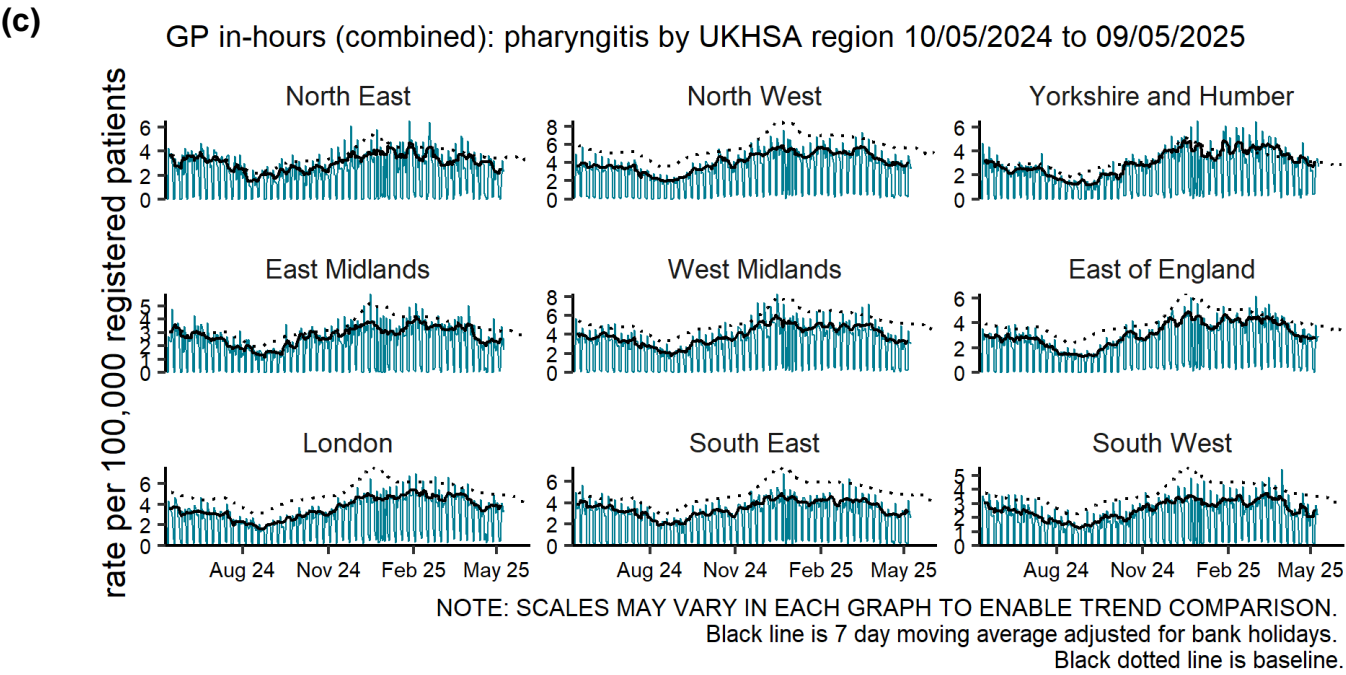 (c)
GP in-hours (combined): pharyngitis by UKHSA region 10/05/2024 to 09/05/2025
rate per 100,000 registered patients
North East
North West
Yorkshire and Humber
6
4
2
0
8
6
4
2
0
6
4
2
0
East Midlands
West Midlands
East of England
5
4
3
2
1
0
8
6
4
2
0
6
4
2
0
London
South East
South West
6
4
2
0
6
4
2
0
5
4
3
2
1
0
Aug 24 Nov 24 Feb 25 May 25
Aug 24 Nov 24 Feb 25 May 25
Aug 24 Nov 24 Feb 25 May 25
NOTE: SCALES MAY VARY IN EACH GRAPH TO ENABLE TREND COMPARISON.
Black line is 7 day moving average adjusted for bank holidays.
Black dotted line is baseline.